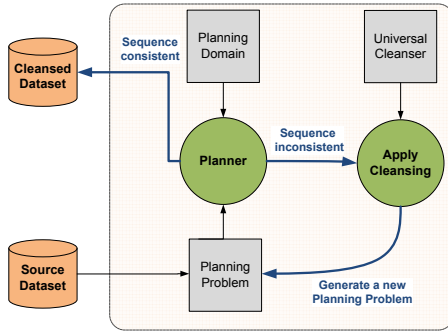 Sequence
consistent
Planning
Domain
Universal
Cleanser
Cleansed
Dataset
Planner
Sequence
inconsistent
Apply
Cleansing
Source
Dataset
Planning
Problem
Generate a new
Planning Problem